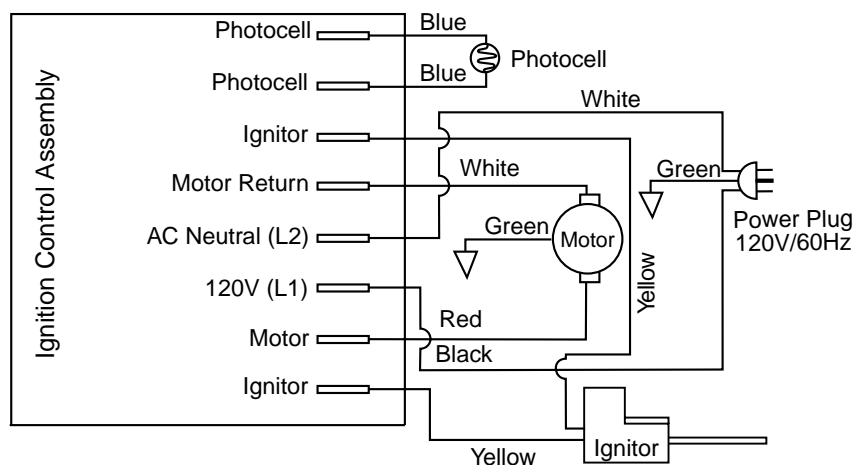 Ignition Control Assembly
Photocell
Blue
Photocell
Blue
Photocell
White
Ignitor
Motor Return
White
Green
Green
Power Plug
120V/60Hz
AC Neutral (L2)
Motor
120V (L1)
Yellow
Red
Motor
Black
Ignitor
Yellow
Ignitor